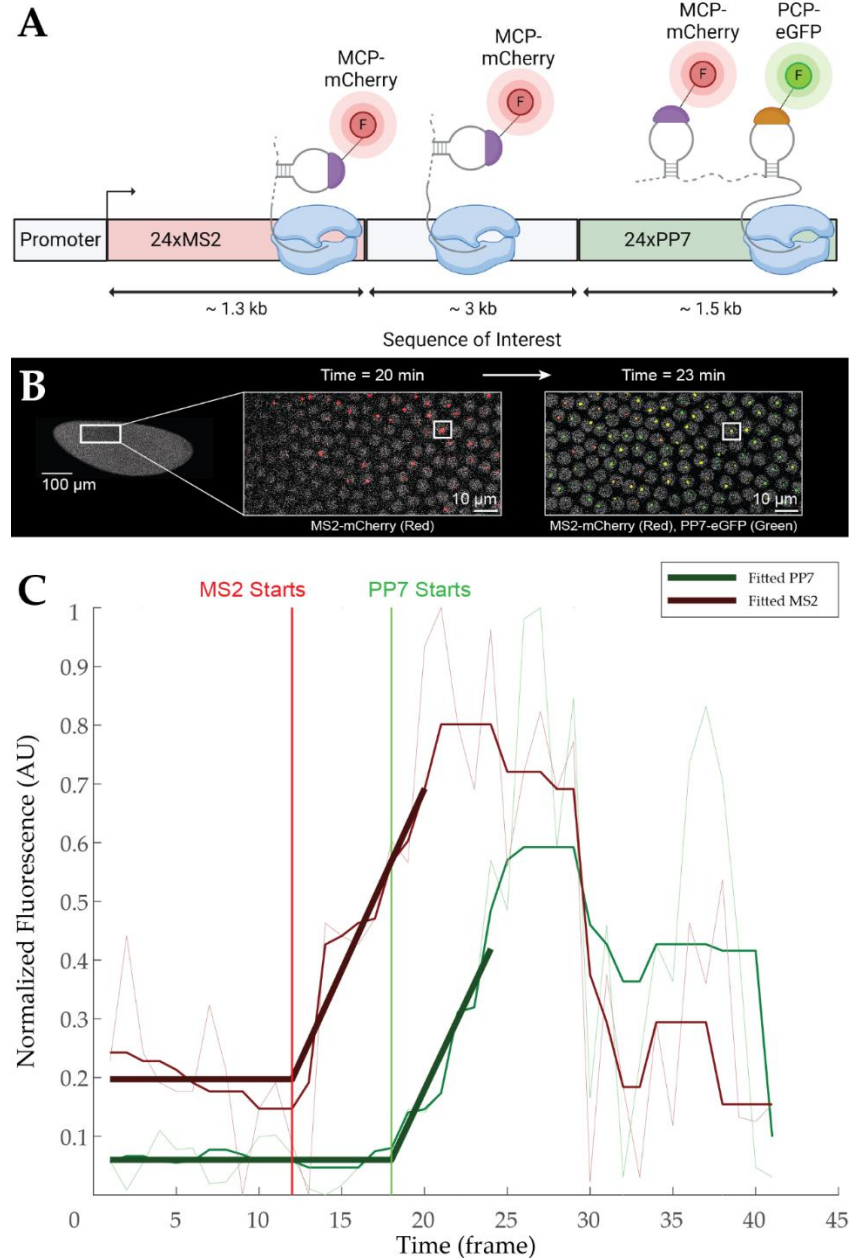 A
MCP-
mCherry
MCP-
mCherry
MCP-
mCherry
PCP-
eGFP
F
F
F
F
Promoter
24xMS2
24xPP7
~ 1.3 kb
~ 3 kb
~ 1.5 kb
Sequence of Interest
B
Time = 20 min
Time = 23 min
100 µm
10 µm
10 µm
MS2-mCherry (Red)
MS2-mCherry (Red), PP7-eGFP (Green)
C
MS2 Starts
PP7 Starts
Fitted PP7
Fitted MS2
Normalized Fluorescence (AU)
1
0.9
0.8
0.7
0.6
0.5
0.4
0.3
0.2
0.1
0 5 10 15 20 25 30 35 40 45
Time (frame)